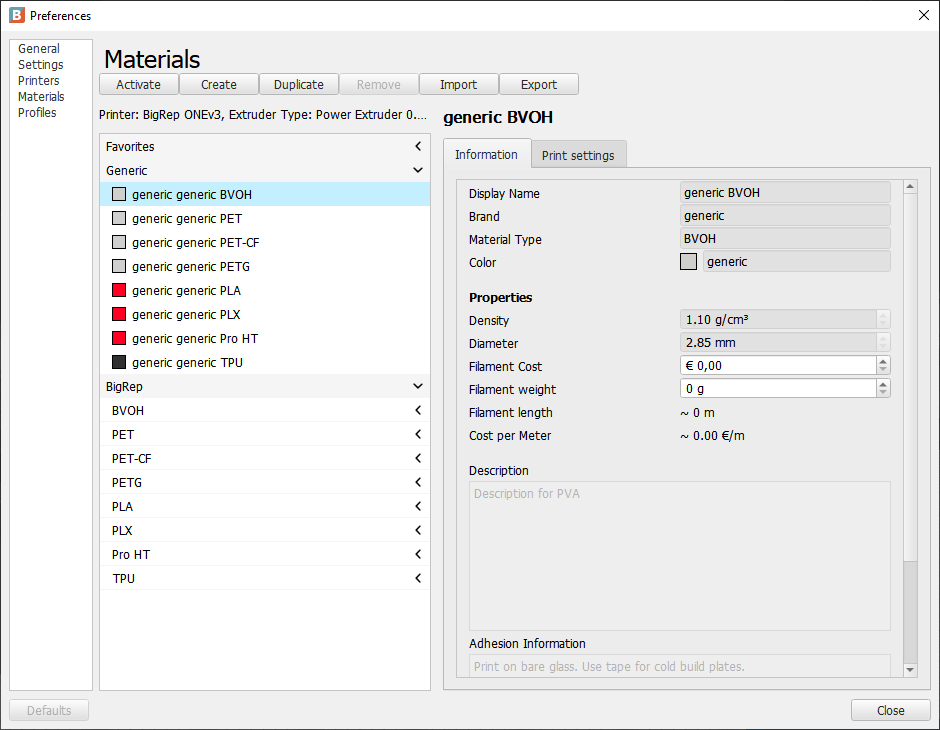 B Preferences
General
Settings
Printers
Materials
Profiles
Materials
Activate Create Duplicate Remove Import Export
Printer: BigRep ONEv3, Extruder Type: Power Extruder 0....
Favorites
Generic
generic generic BVOH
generic generic PET
generic generic PET-CF
generic generic PETG
generic generic PLA
generic generic PLX
generic generic Pro HT
generic generic TPU
BigRep
BVOH
PET
PET-CF
PETG
PLA
PLX
Pro HT
TPU
generic BVOH
Information Print settings
Display Name generic BVOH
Brand generic
Material Type BVOH
Color generic
Properties
Density 1.10 g/cm³
Diameter 2.85 mm
Filament Cost € 0,00
Filament weight 0 g
Filament length ~ 0 m
Cost per Meter ~ 0.00 €/m
Description
Description for PVA
Adhesion Information
Print on bare glass. Use tape for cold build plates.
Defaults Close